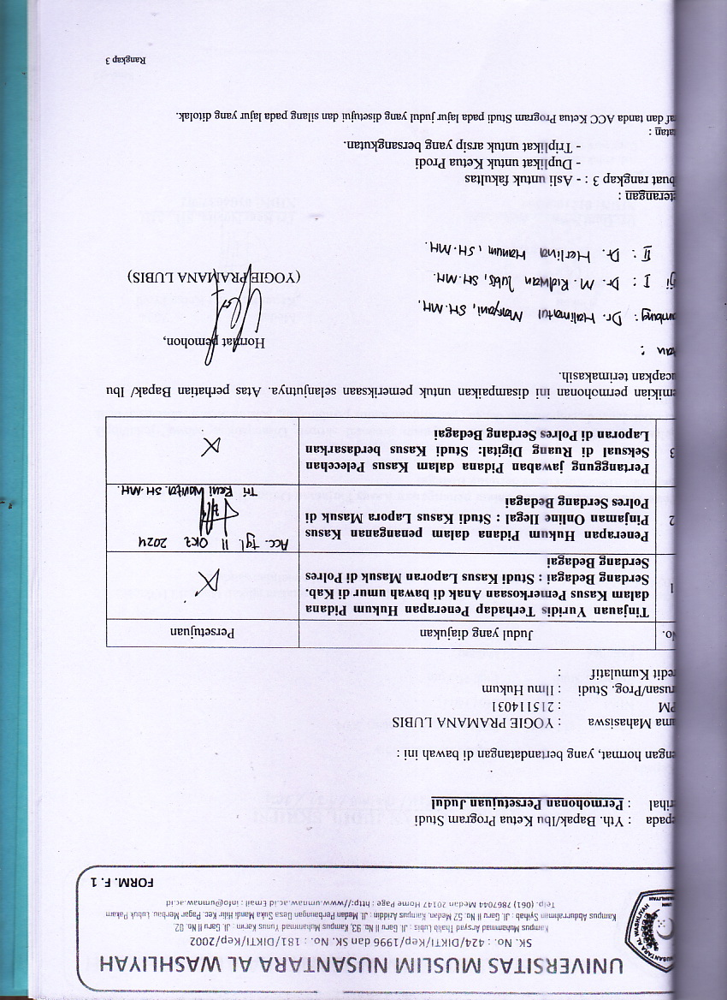 UNIVERSITAS MUSLIM NUSANTARA AL WASHLIYAH
SK. No. : 424/DIKTI/Kep/1996 dan SK. No. : 181/DIKTI/Kep/2002
Kampus Muhammad Arsyad Thalib Lubis : Jl. Garu II No. 93, Kampus Muhammad Yunus Karim : Jl. Garu II No. 02,
Kampus Abdurrahman Syihab : Jl. Garu II No. 52 Medan Kampus Aziddin : Jl. Medan Perbaungan Desa Suka Mandi Hilir Kec. Pagar Merbau, Lubuk Pakam
Telp. (061) 7867044 Medan 20147 Home Page : http://www.umnaw.ac.id Email : info@umnaw.ac.id
FORM. F. 1
epada : Yth. Bapak/Ibu Ketua Program Studi
erihal : Permohonan Persetujuan Judul
engan hormat, yang bertandatangan di bawah ini :
ama Mahasiswa : YOGIE PRAMANA LUBIS
PM : 215114031
rusan/Prog. Studi : Ilmu Hukum
redit Kumulatif :
No. Judul yang diajukan Persetujuan
1 Tinjauan Yuridis Terhadap Penerapan Hukum Pidana
dalam Kasus Pemerkosaan Anak di bawah umur di Kab.
Serdang Bedagai : Studi Kasus Laporan Masuk di Polres
Serdang Bedagai
2 Penerapan Hukum Pidana dalam penanganan Kasus
Pinjaman Online Ilegal : Studi Kasus Lapora Masuk di
Polres Serdang Bedagai
Acc. tgl 11 Okt 2024
Tri Reni Novita. SH.MH.
3 Pertanggung jawaban Pidana dalam Kasus Pelecehan
Seksual di Ruang Digital: Studi Kasus berdasarkan
Laporan di Polres Serdang Bedagai
emikian permohonan ini disampaikan untuk pemeriksaan selanjutnya. Atas perhatian Bapak/ Ibu
ucapkan terimakasih.
Hormat pemohon,
(YOGIE PRAMANA LUBIS)
: Dr. Halimatul Maryani, SH.MH.
ji I : Dr. M. Ridwan Lubis, SH.MH.
II : Dr. Herlina Hanum, SH.MH.
eterangan :
buat rangkap 3 : - Asli untuk fakultas
- Duplikat untuk Ketua Prodi
- Triplikat untuk arsip yang bersangkutan.
atan :
af dan tanda ACC Ketua Program Studi pada lajur judul yang disetujui dan silang pada lajur yang ditolak.
Rangkap 3